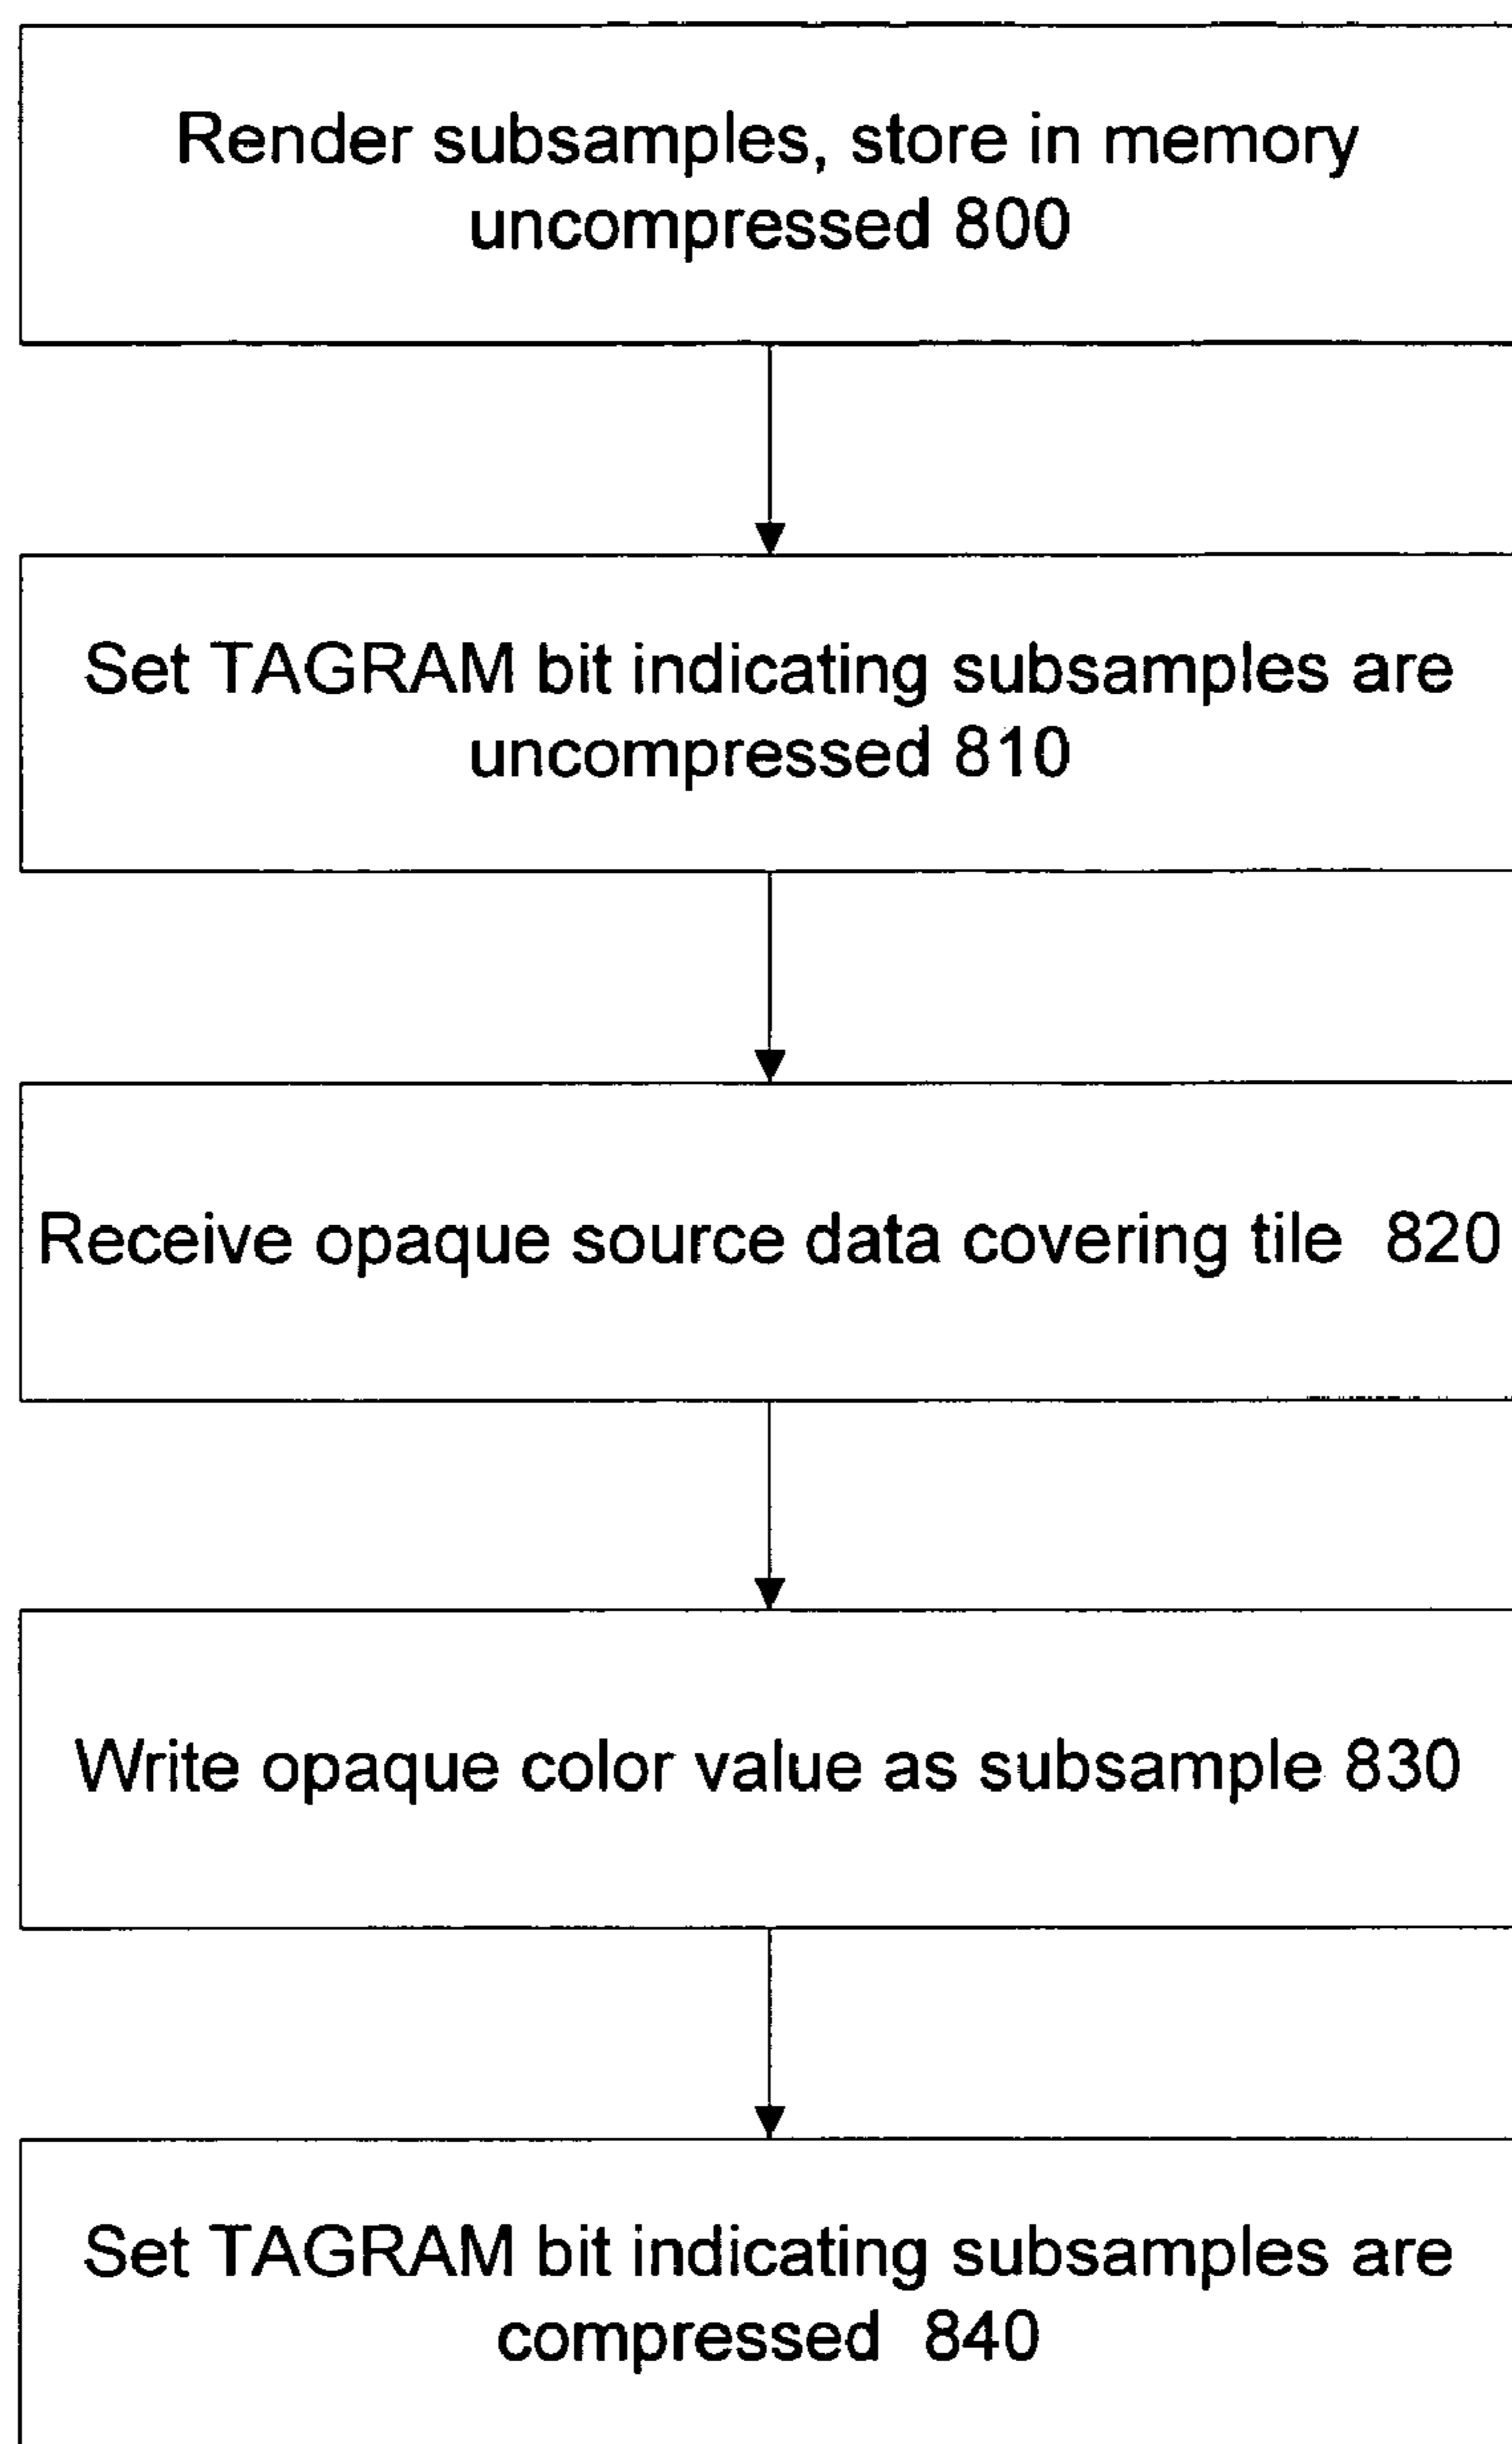 Render subsamples, store in memory
uncompressed 800
Set TAGRAM bit indicating subsamples are
uncompressed 810
Receive opaque source data covering tile 820
Write opaque color value as subsample 830
Set TAGRAM bit indicating subsamples are
compressed 840